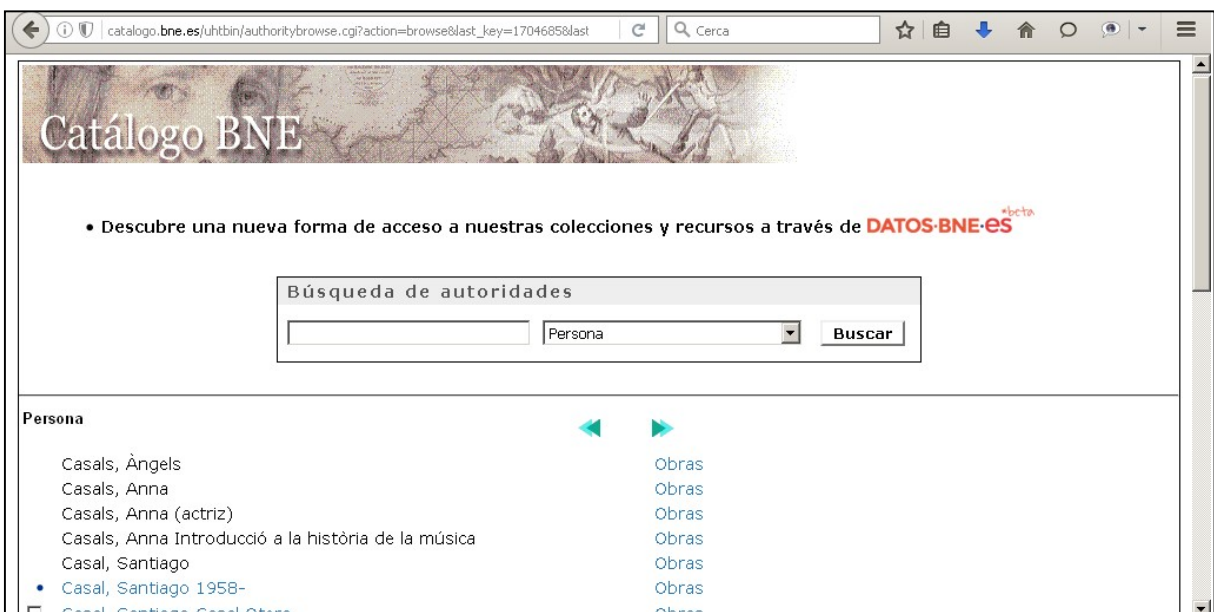 catalogo.bne.es/uhtbin/authoritybrowse.cgi?action=browse&last_key=1704685&last
Cerca
Catálogo BNE
• Descubre una nueva forma de acceso a nuestras colecciones y recursos a través de DATOS·BNE·es *beta
Búsqueda de autoridades
Persona Buscar
Persona
Casals, Àngels Obras
Casals, Anna Obras
Casals, Anna (actriz) Obras
Casals, Anna Introducció a la història de la música Obras
Casal, Santiago Obras
• Casal, Santiago 1958- Obras